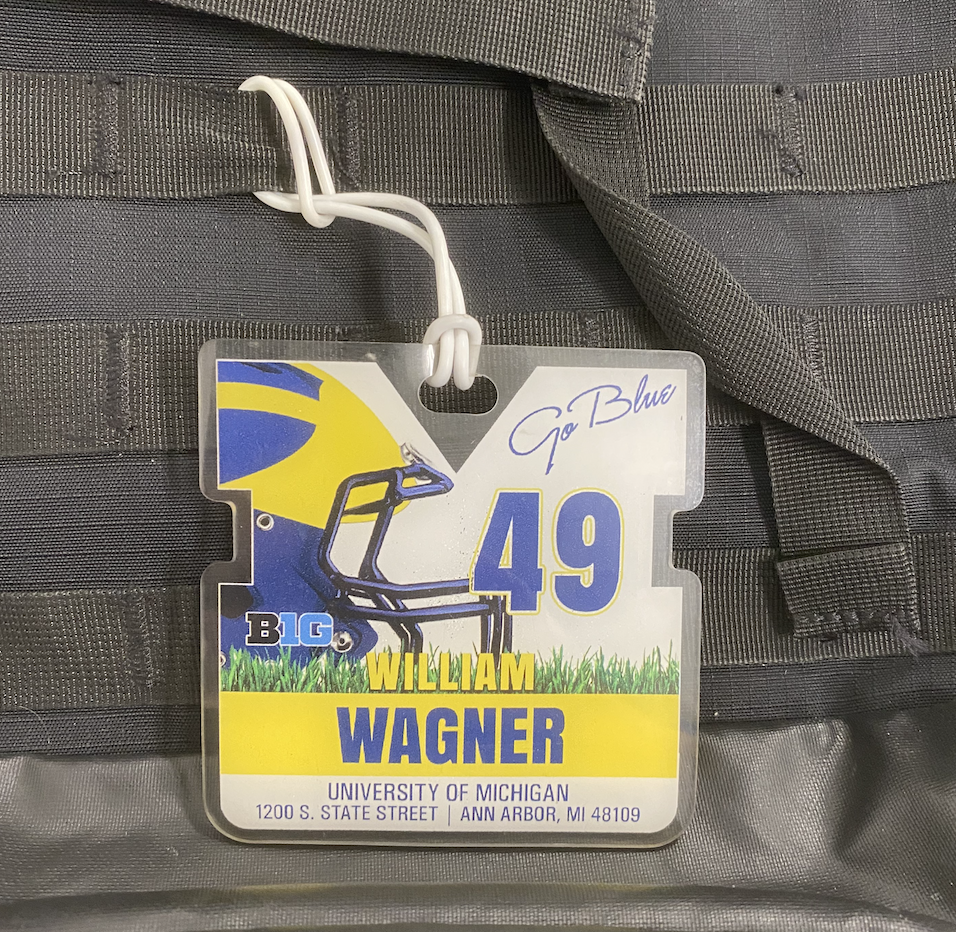 Go Blue
49
B1G
WILLIAM
WAGNER
UNIVERSITY OF MICHIGAN
1200 S. STATE STREET | ANN ARBOR, MI 48109